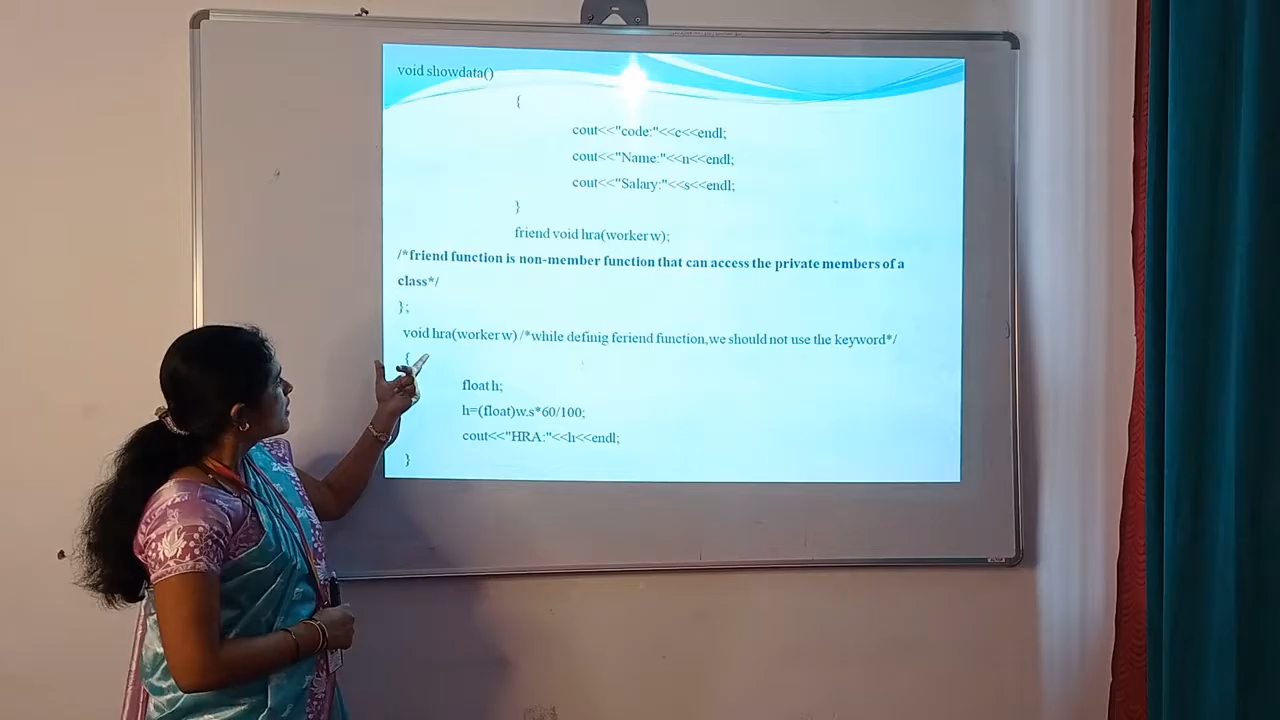 void showdata()
{
cout<<"code:"<<c<<endl;
cout<<"Name:"<<n<<endl;
cout<<"Salary:"<<s<<endl;
}
friend void hra(worker w);
/*friend function is non-member function that can access the private members of a
class*/
};
void hra(worker w) /*while definig feriend function,we should not use the keyword*/
{
float h;
h=(float)w.s*60/100;
cout<<"HRA:"<<h<<endl;
}